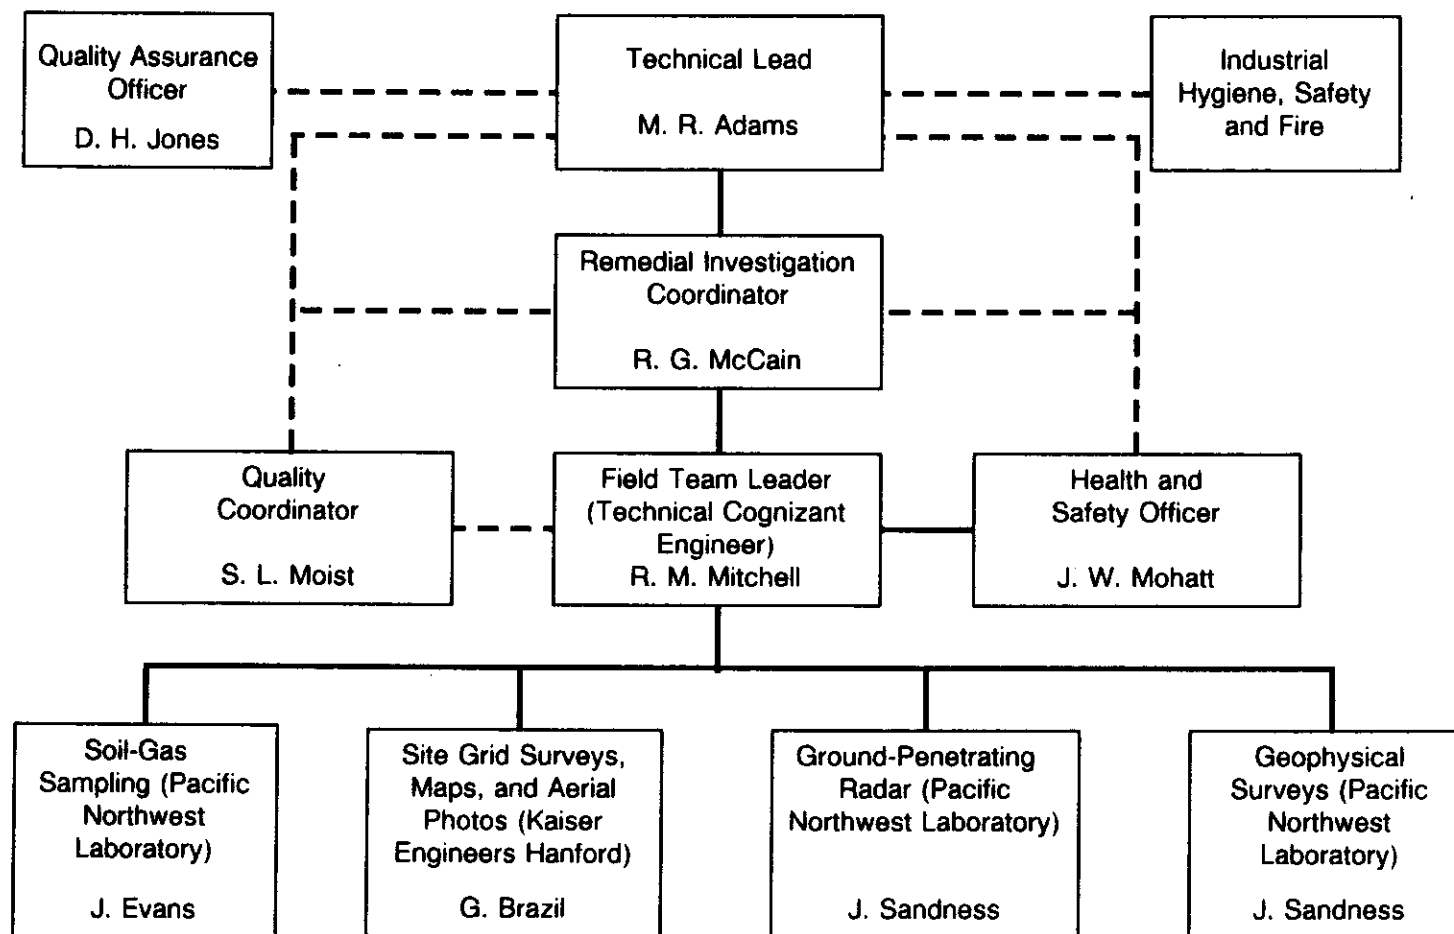 Quality Assurance
Officer
D. H. Jones
Technical Lead
M. R. Adams
Industrial
Hygiene, Safety
and Fire
Remedial Investigation
Coordinator
R. G. McCain
Quality
Coordinator
S. L. Moist
Field Team Leader
(Technical Cognizant
Engineer)
R. M. Mitchell
Health and
Safety Officer
J. W. Mohatt
Soil-Gas
Sampling (Pacific
Northwest
Laboratory)
J. Evans
Site Grid Surveys,
Maps, and Aerial
Photos (Kaiser
Engineers Hanford)
G. Brazil
Ground-Penetrating
Radar (Pacific
Northwest Laboratory)
J. Sandness
Geophysical
Surveys (Pacific
Northwest
Laboratory)
J. Sandness